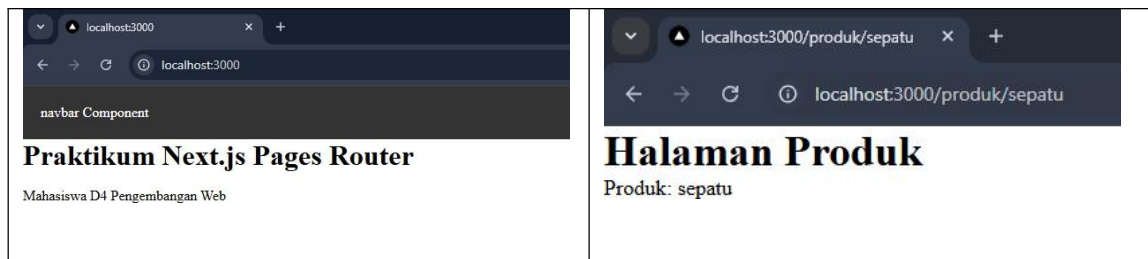 localhost:3000
localhost:3000
navbar Component
Praktikum Next.js Pages Router
Mahasiswa D4 Pengembangan Web
localhost:3000/produk/sepatu
localhost:3000/produk/sepatu
Halaman Produk
Produk: sepatu